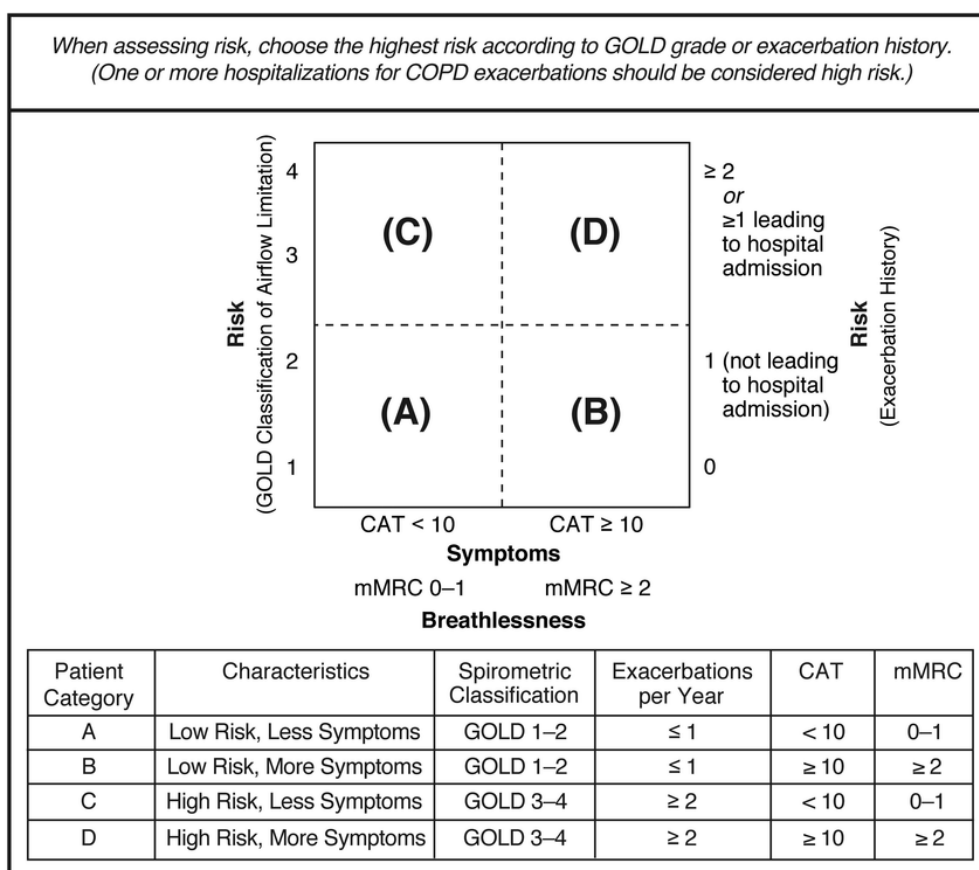 When assessing risk, choose the highest risk according to GOLD grade or exacerbation history.
(One or more hospitalizations for COPD exacerbations should be considered high risk.)
Risk
(GOLD Classification of Airflow Limitation)
4
3
2
1
(C)
(D)
(A)
(B)
≥ 2
or
≥1 leading
to hospital
admission
1 (not leading
to hospital
admission)
0
Risk
(Exacerbation History)
CAT < 10 CAT ≥ 10
Symptoms
mMRC 0–1 mMRC ≥ 2
Breathlessness
Patient Category Characteristics Spirometric Classification Exacerbations per Year CAT mMRC
A Low Risk, Less Symptoms GOLD 1–2 ≤ 1 < 10 0–1
B Low Risk, More Symptoms GOLD 1–2 ≤ 1 ≥ 10 ≥ 2
C High Risk, Less Symptoms GOLD 3–4 ≥ 2 < 10 0–1
D High Risk, More Symptoms GOLD 3–4 ≥ 2 ≥ 10 ≥ 2